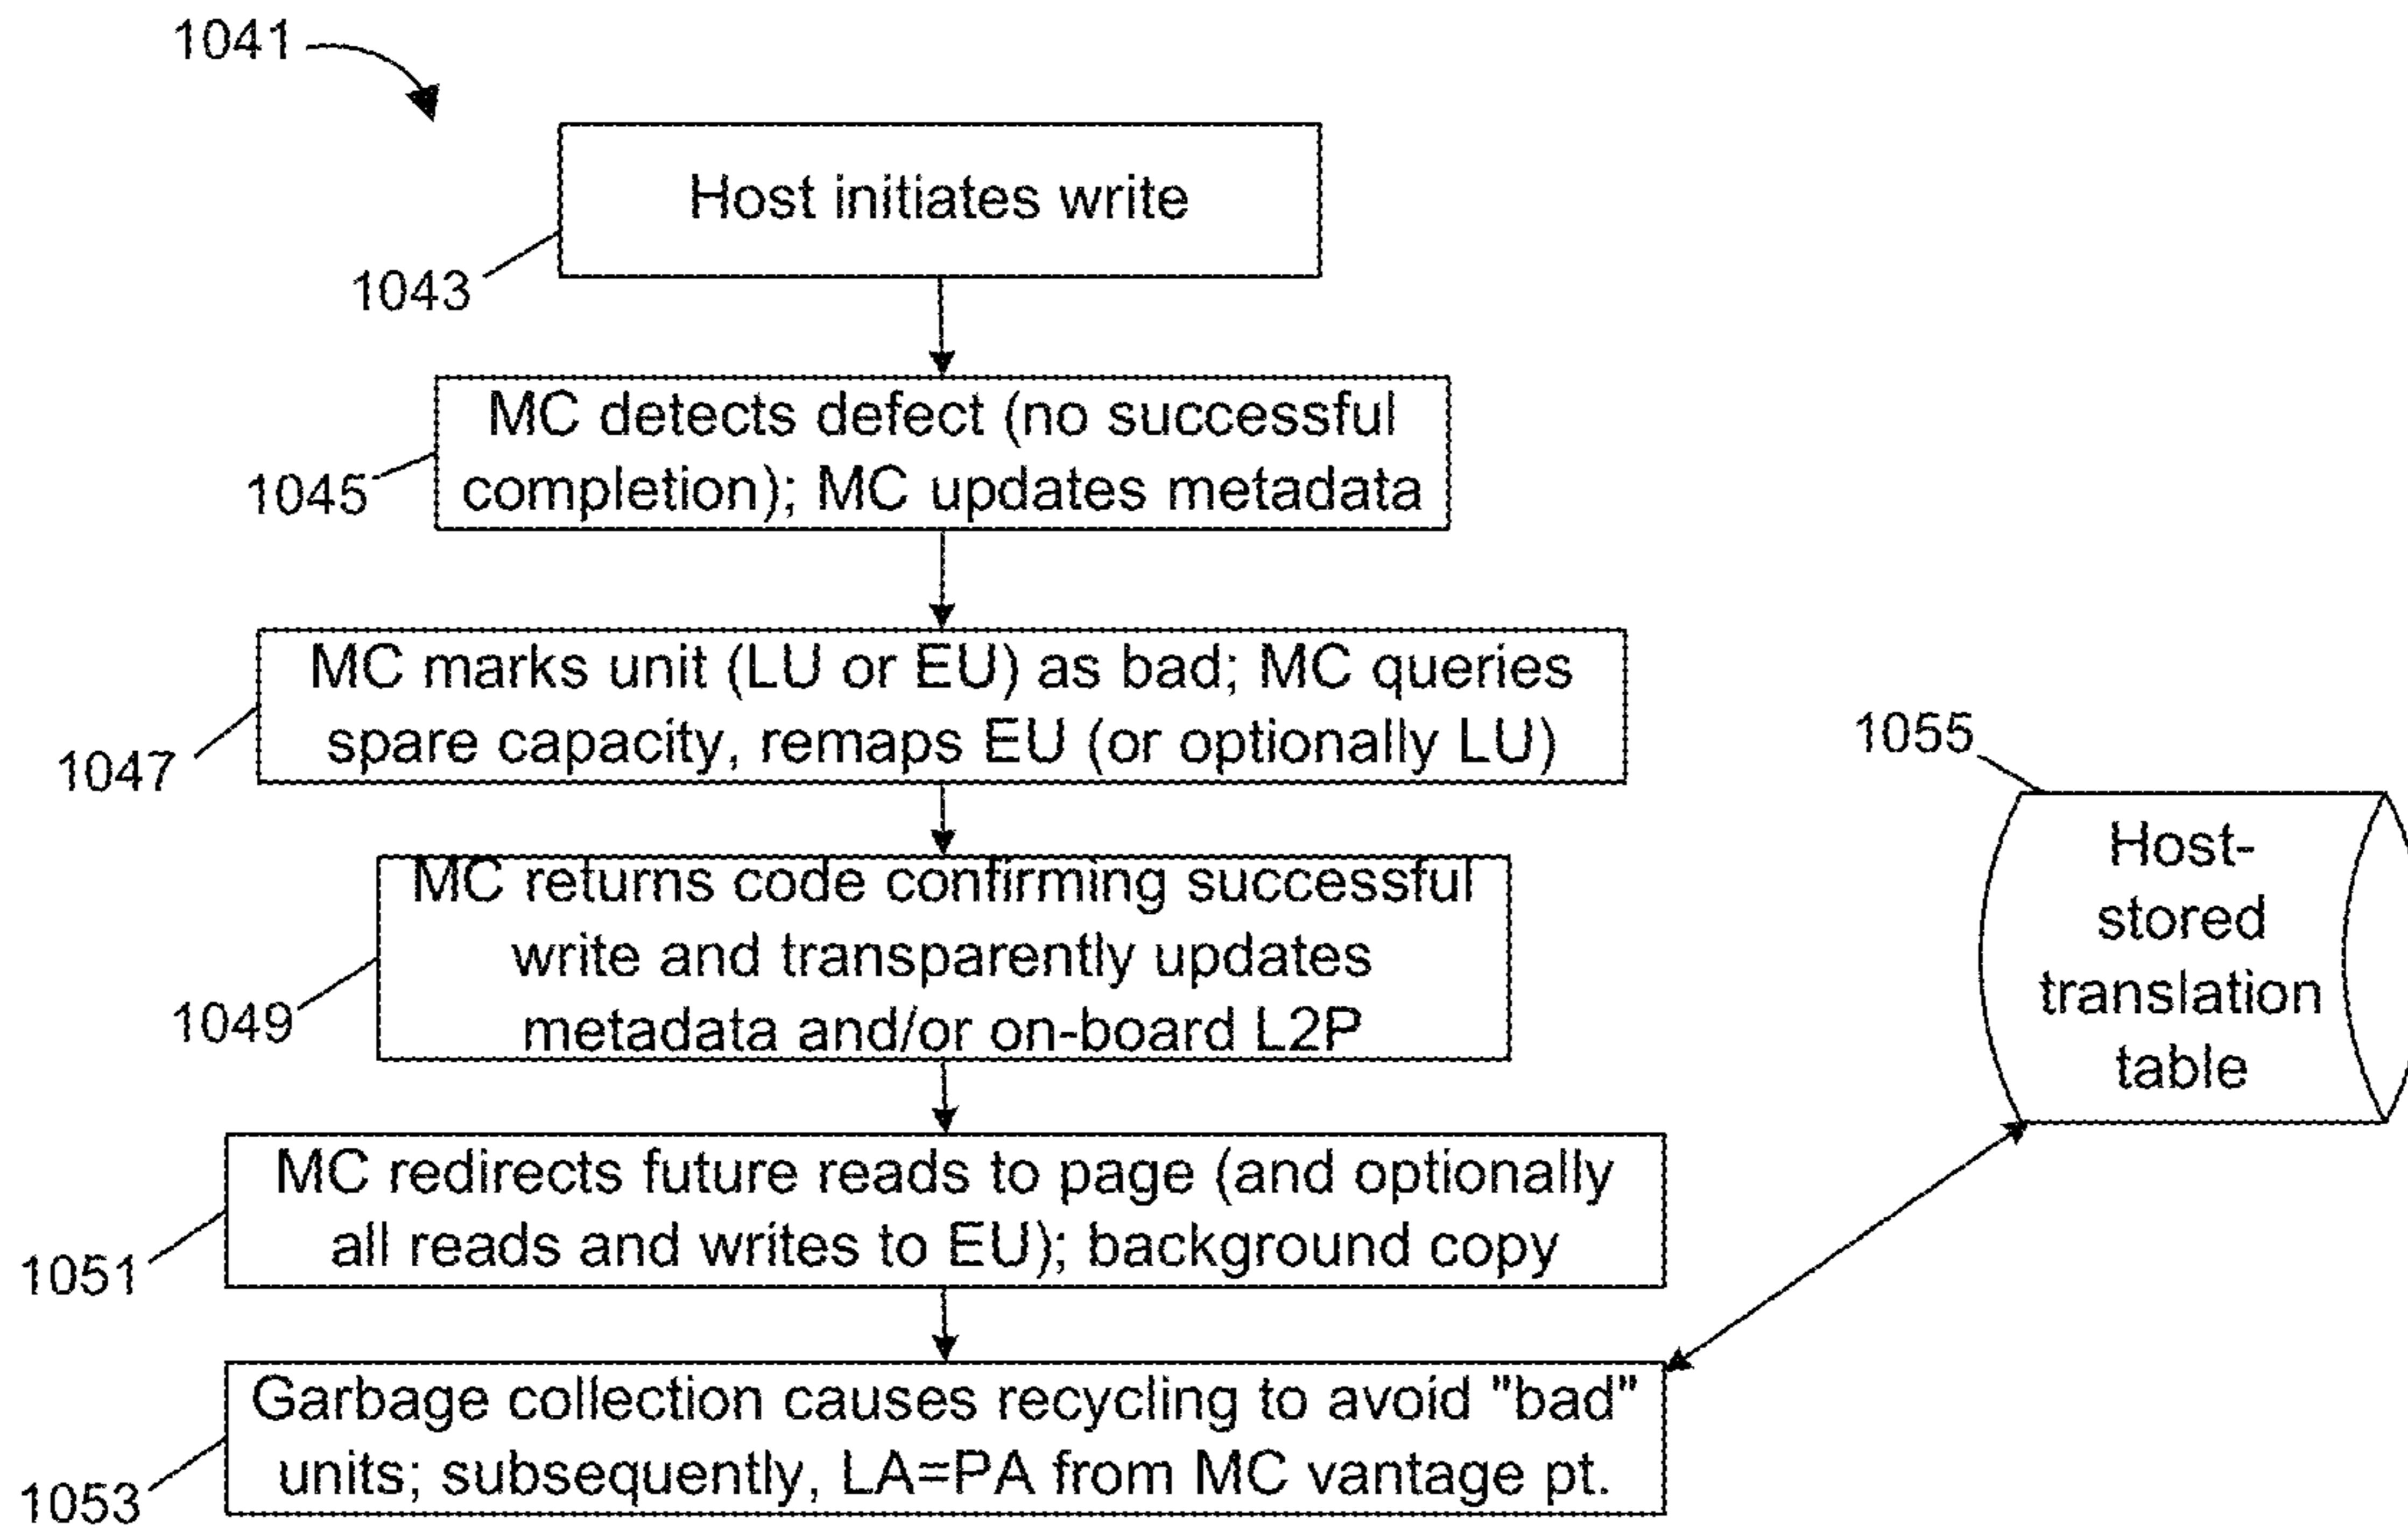 1041
Host initiates write
1043
MC detects defect (no successful
completion); MC updates metadata
1045
MC marks unit (LU or EU) as bad; MC queries
spare capacity, remaps EU (or optionally LU)
1047
1055
Host-
stored
translation
table
MC returns code confirming successful
write and transparently updates
metadata and/or on-board L2P
1049
MC redirects future reads to page (and optionally
all reads and writes to EU); background copy
1051
Garbage collection causes recycling to avoid "bad"
units; subsequently, LA=PA from MC vantage pt.
1053